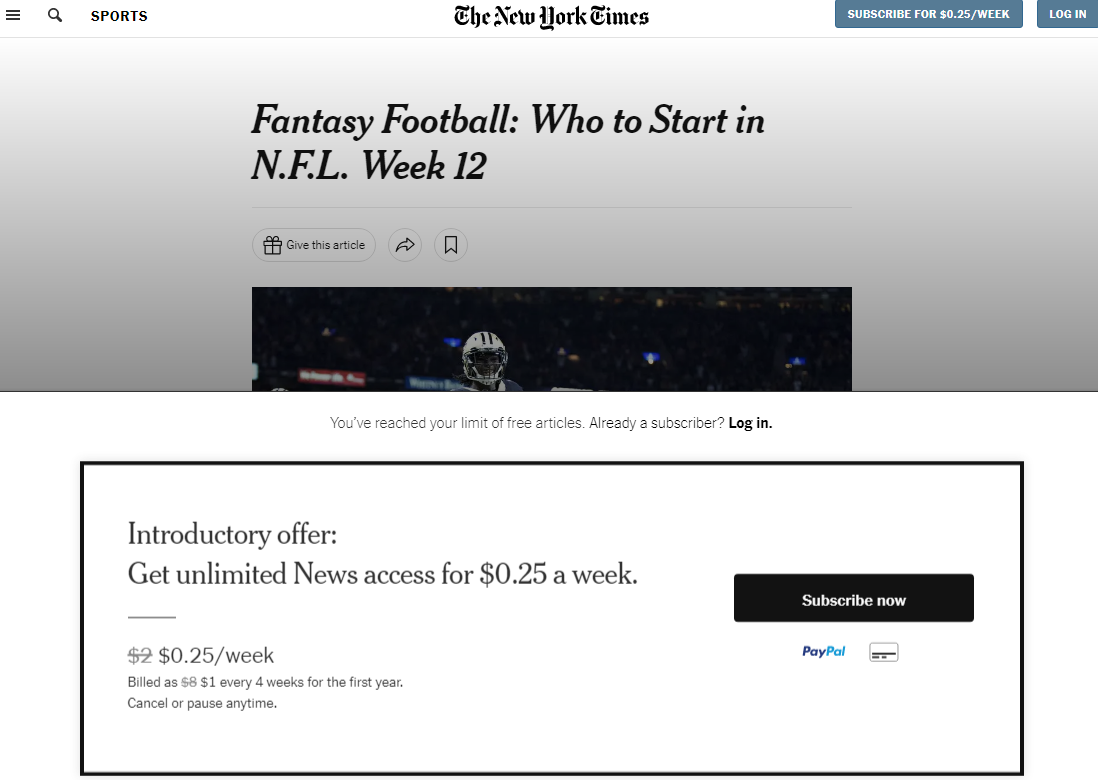 SPORTS
The New York Times
SUBSCRIBE FOR $0.25/WEEK
LOG IN
Fantasy Football: Who to Start in
N.F.L. Week 12
Give this article
You've reached your limit of free articles. Already a subscriber? Log in.
Introductory offer:
Get unlimited News access for $0.25 a week.
$2 $0.25/week
Billed as $8 $1 every 4 weeks for the first year.
Cancel or pause anytime.
Subscribe now
PayPal